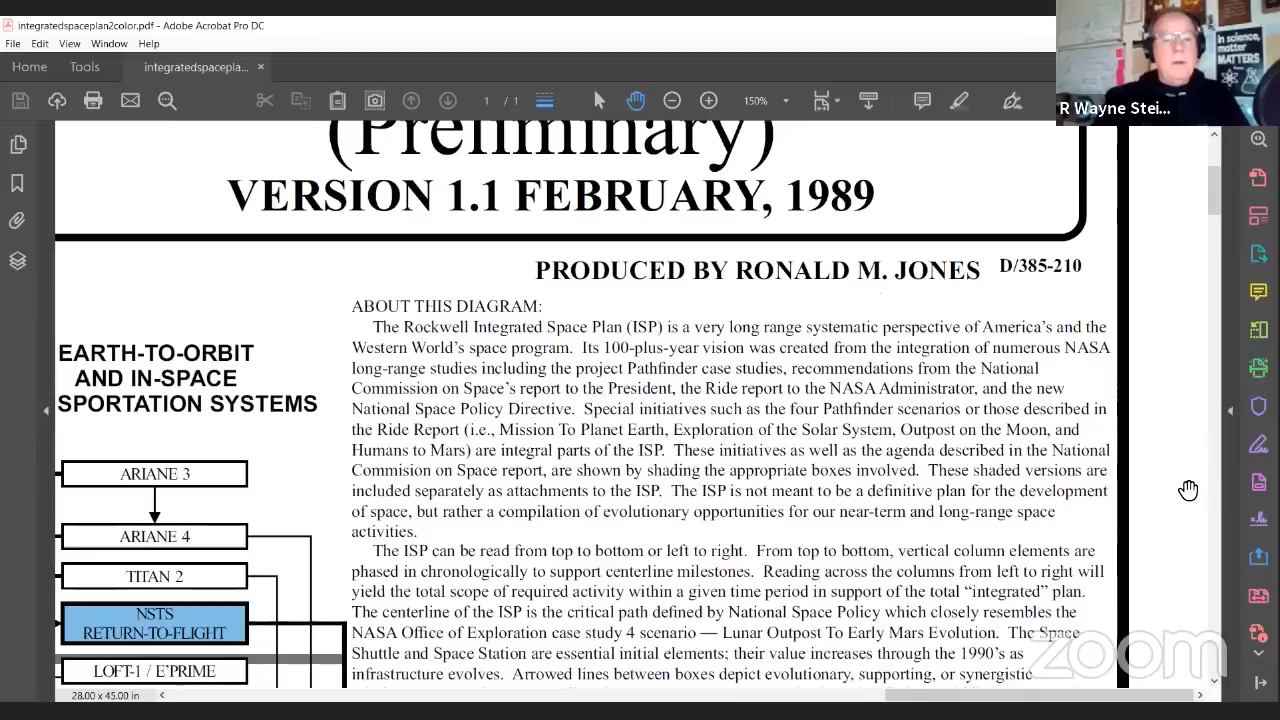 integratedspaceplan2color.pdf - Adobe Acrobat Pro DC
File Edit View Window Help
Home Tools integratedspacepla... ×
1 / 1 150%
In science,
matter
MATTERS
R Wayne Stei...
(Preliminary)
VERSION 1.1 FEBRUARY, 1989
PRODUCED BY RONALD M. JONES D/385-210
EARTH-TO-ORBIT
AND IN-SPACE
SPORTATION SYSTEMS
ARIANE 3
ARIANE 4
TITAN 2
NSTS
RETURN-TO-FLIGHT
LOFT-1 / E'PRIME
ABOUT THIS DIAGRAM:
The Rockwell Integrated Space Plan (ISP) is a very long range systematic perspective of America's and the
Western World's space program. Its 100-plus-year vision was created from the integration of numerous NASA
long-range studies including the project Pathfinder case studies, recommendations from the National
Commission on Space's report to the President, the Ride report to the NASA Administrator, and the new
National Space Policy Directive. Special initiatives such as the four Pathfinder scenarios or those described in
the Ride Report (i.e., Mission To Planet Earth, Exploration of the Solar System, Outpost on the Moon, and
Humans to Mars) are integral parts of the ISP. These initiatives as well as the agenda described in the National
Commision on Space report, are shown by shading the appropriate boxes involved. These shaded versions are
included separately as attachments to the ISP. The ISP is not meant to be a definitive plan for the development
of space, but rather a compilation of evolutionary opportunities for our near-term and long-range space
activities.
The ISP can be read from top to bottom or left to right. From top to bottom, vertical column elements are
phased in chronologically to support centerline milestones. Reading across the columns from left to right will
yield the total scope of required activity within a given time period in support of the total “integrated” plan.
The centerline of the ISP is the critical path defined by National Space Policy which closely resembles the
NASA Office of Exploration case study 4 scenario — Lunar Outpost To Early Mars Evolution. The Space
Shuttle and Space Station are essential initial elements; their value increases through the 1990’s as
infrastructure evolves. Arrowed lines between boxes depict evolutionary, supporting, or synergistic
zoom
28.00 x 45.00 in